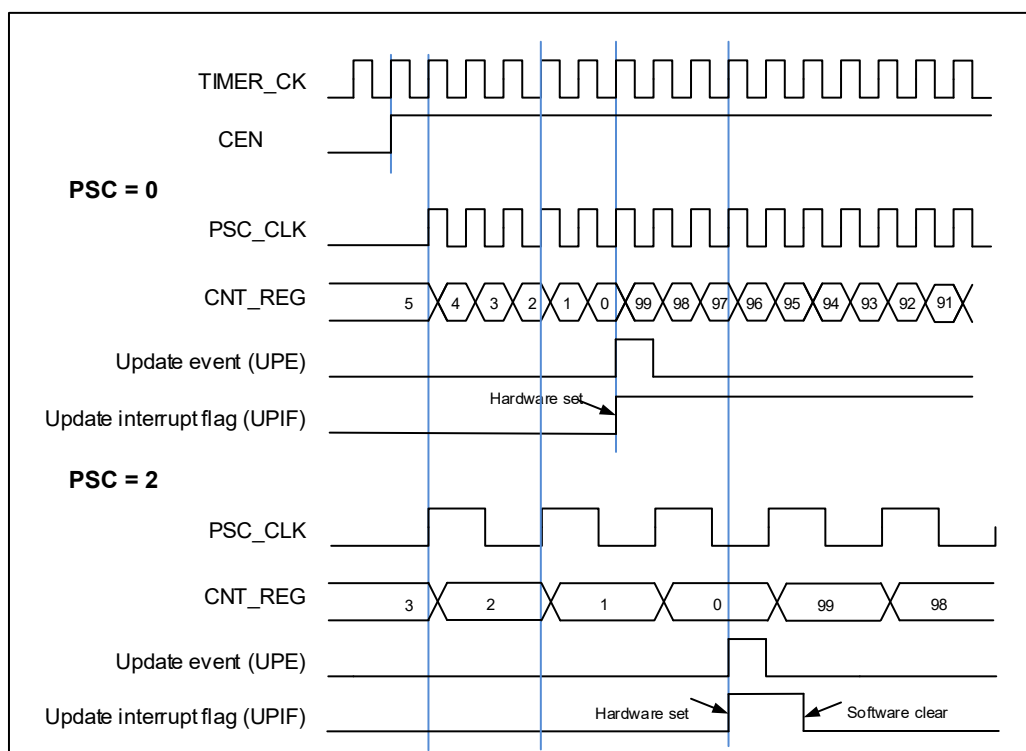 TIMER_CK
CEN
PSC = 0
PSC_CLK
CNT_REG 5 4 3 2 1 0 99 98 97 96 95 94 93 92 91
Update event (UPE)
Hardware set
Update interrupt flag (UPIF)
PSC = 2
PSC_CLK
CNT_REG 3 2 1 0 99 98
Update event (UPE)
Update interrupt flag (UPIF) Hardware set Software clear